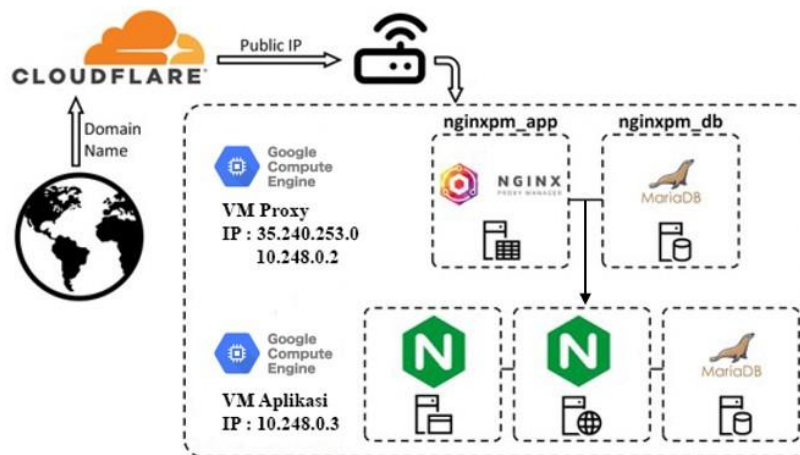 CLOUDFLARE
Public IP
Domain
Name
nginxpm_app
nginxpm_db
Google
Compute
Engine
VM Proxy
IP : 35.240.253.0
10.248.0.2
NGINX
PROXY MANAGER
MariaDB
Google
Compute
Engine
VM Aplikasi
IP : 10.248.0.3
N
N
MariaDB